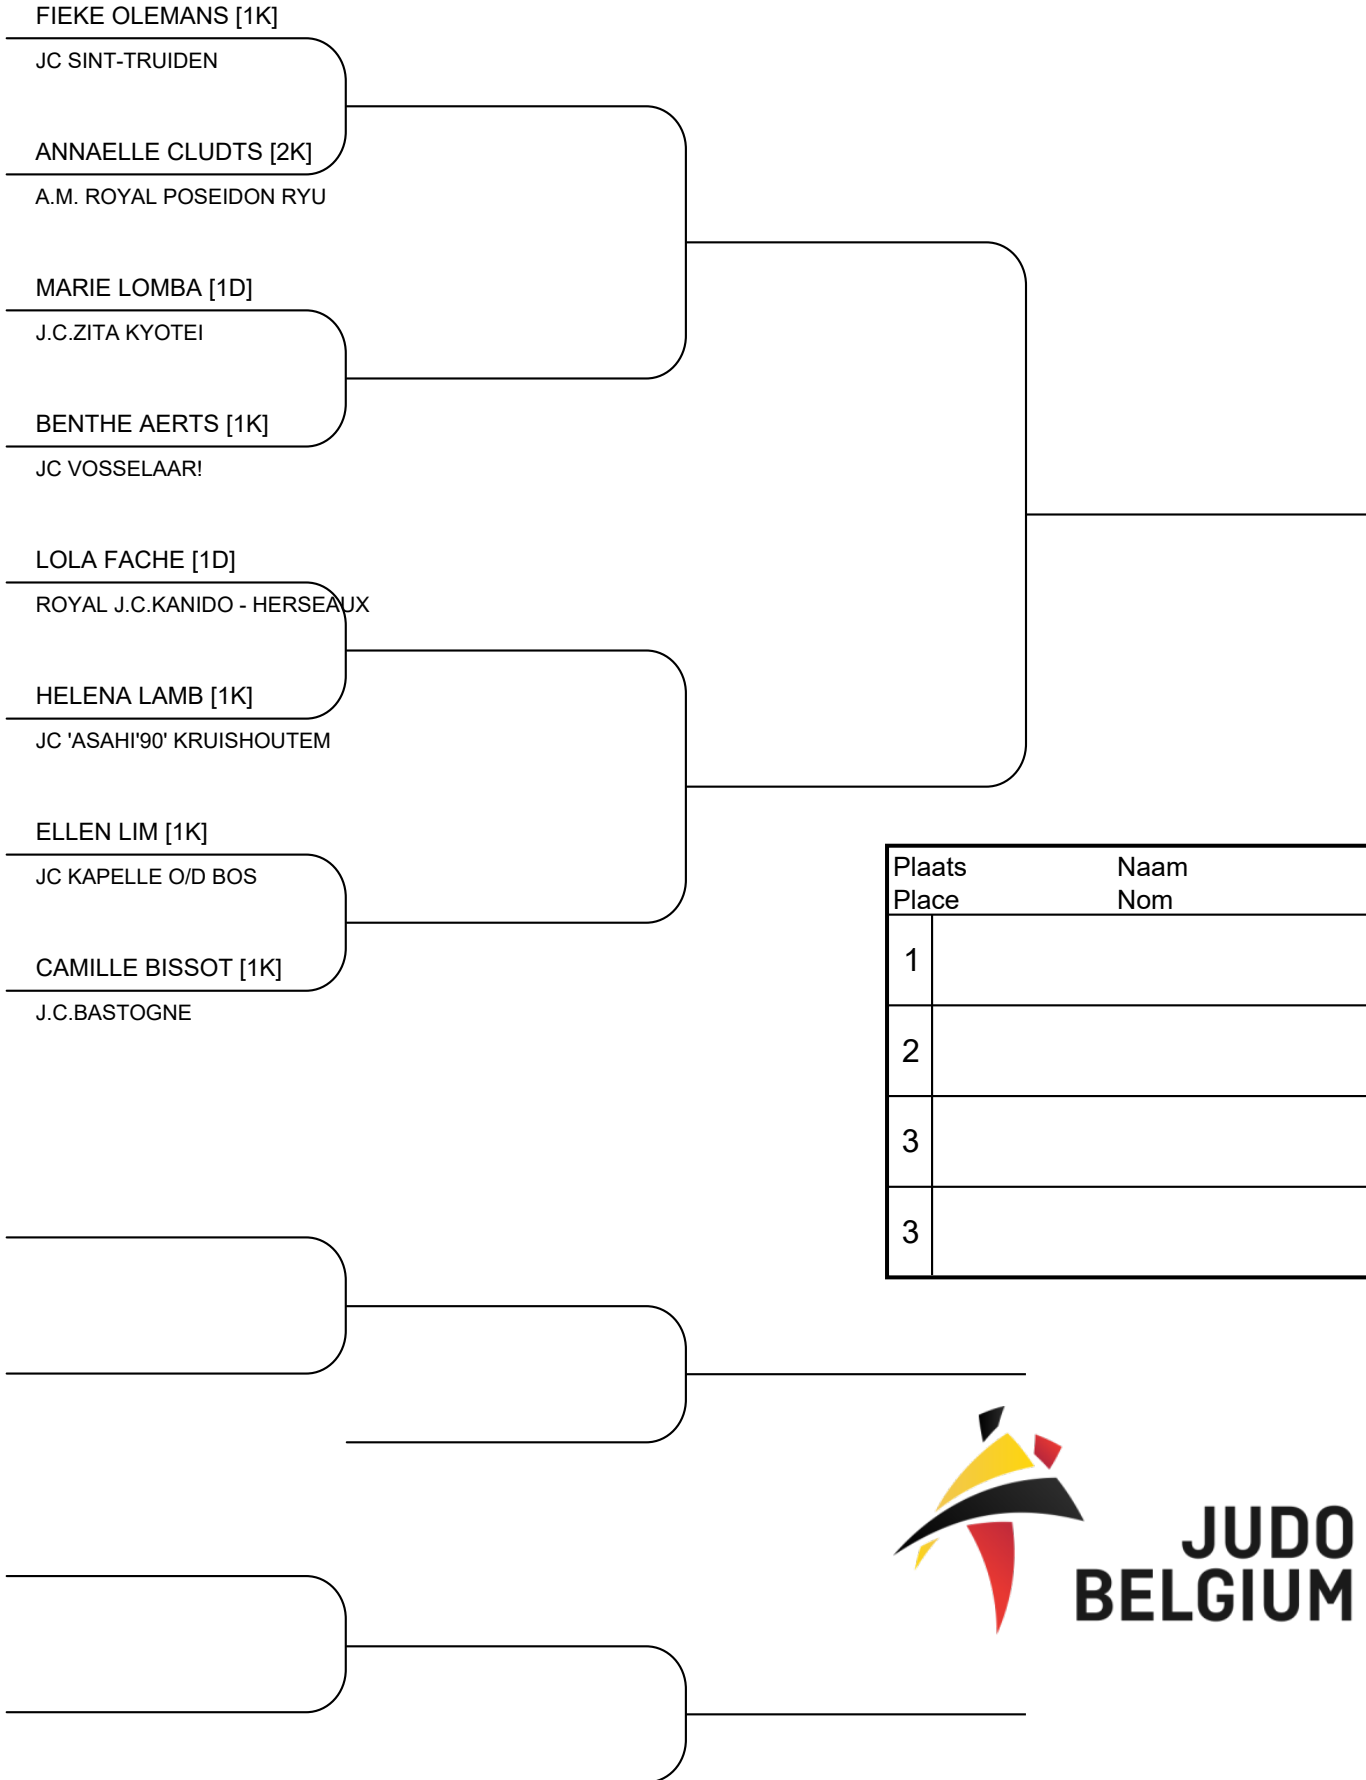 FIEKE OLEMANS [1K]
JC SINT-TRUIDEN
ANNAELLE CLUDTS [2K]
A.M. ROYAL POSEIDON RYU
MARIE LOMBA [1D]
J.C.ZITA KYOTEI
BENTHE AERTS [1K]
JC VOSSELAAR!
LOLA FACHE [1D]
ROYAL J.C.KANIDO - HERSEAUX
HELENA LAMB [1K]
JC 'ASAHI'90' KRUISHOUTEM
ELLEN LIM [1K]
JC KAPELLE O/D BOS
CAMILLE BISSOT [1K]
J.C.BASTOGNE
Plaats Naam
Place Nom
1
2
3
3
JUDO
BELGIUM